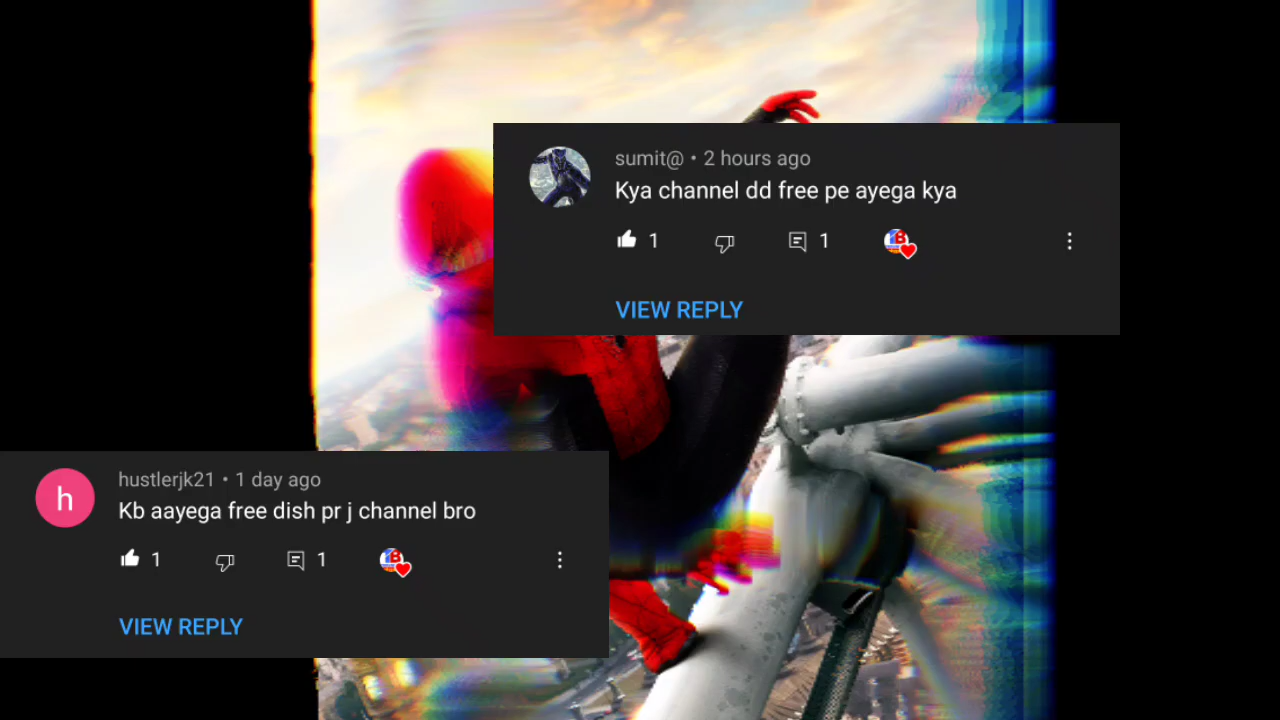 sumit@ • 2 hours ago
Kya channel dd free pe ayega kya
1 1
VIEW REPLY
h
hustlerjk21 • 1 day ago
Kb aayega free dish pr j channel bro
1 1
VIEW REPLY